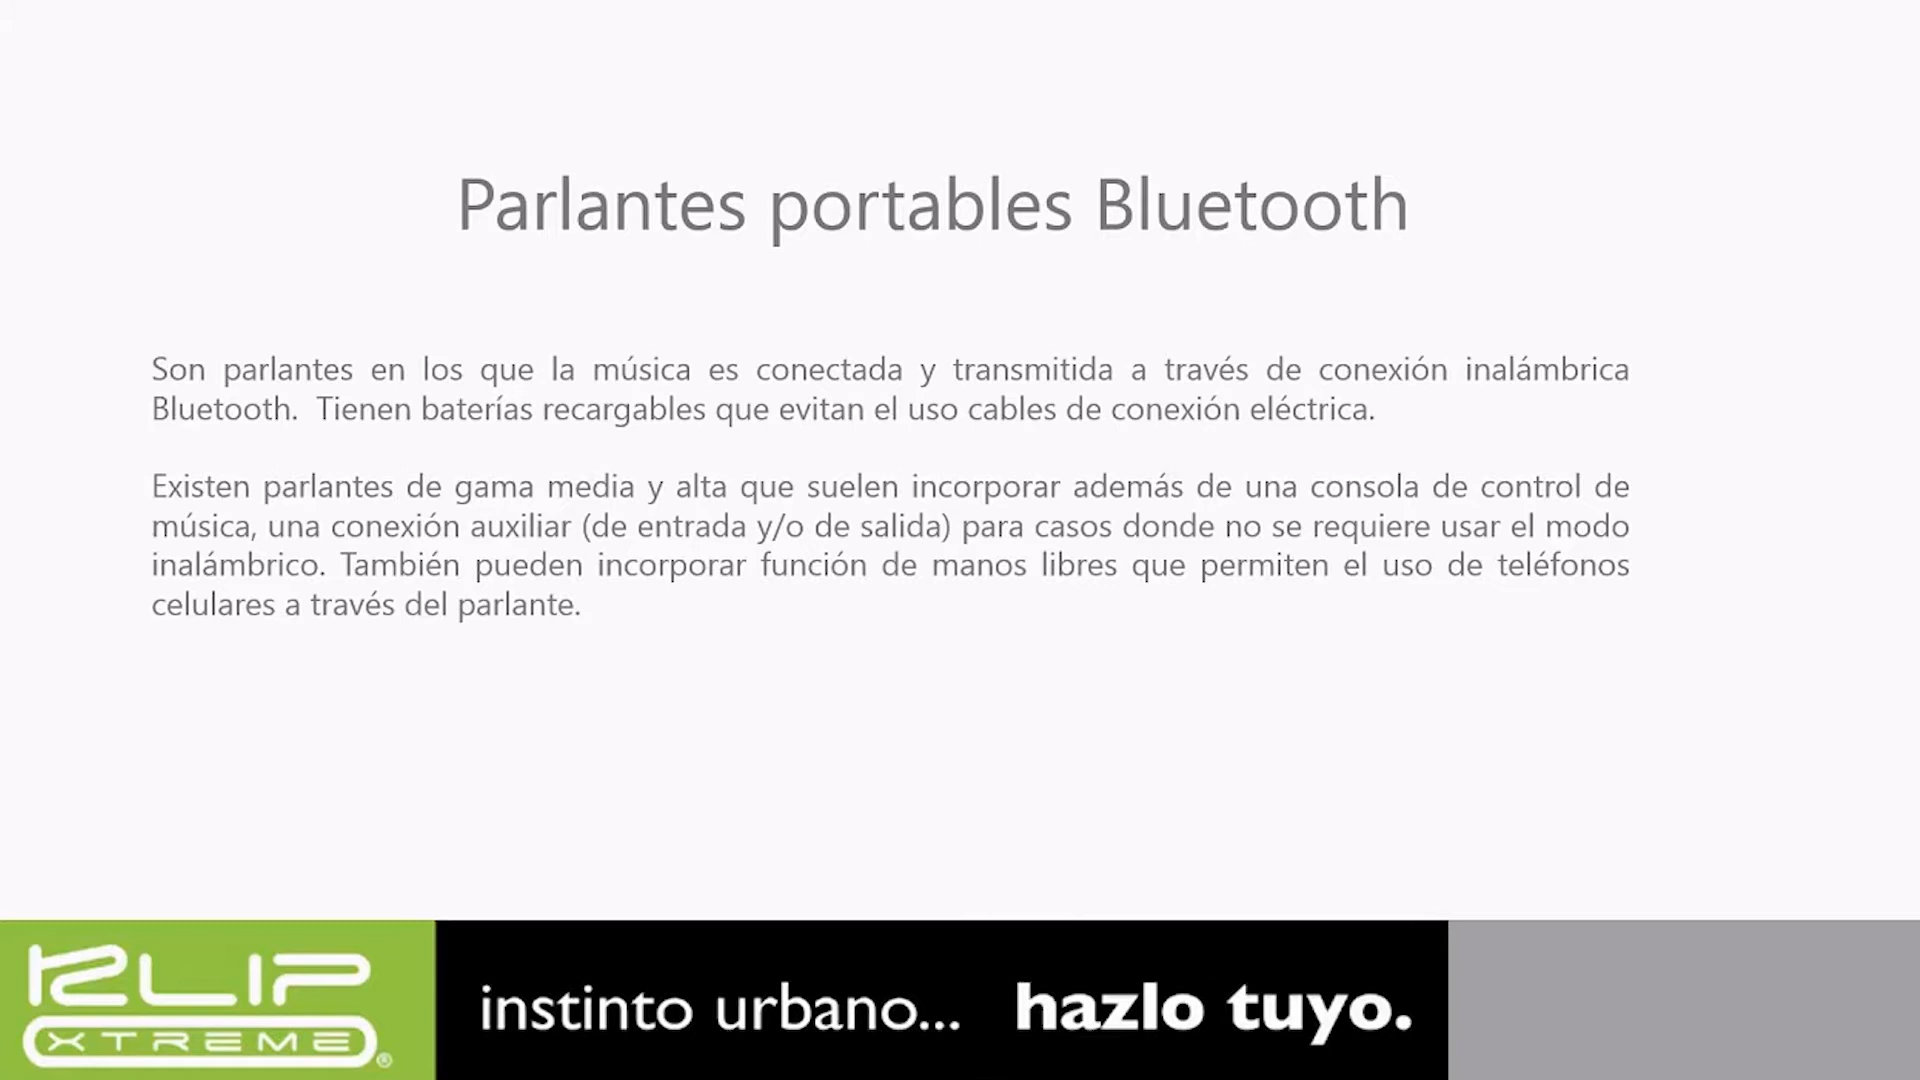 Parlantes portables Bluetooth
Son parlantes en los que la música es conectada y transmitida a través de conexión inalámbrica
Bluetooth.  Tienen baterías recargables que evitan el uso cables de conexión eléctrica.
Existen parlantes de gama media y alta que suelen incorporar además de una consola de control de
música, una conexión auxiliar (de entrada y/o de salida) para casos donde no se requiere usar el modo
inalámbrico. También pueden incorporar función de manos libres que permiten el uso de teléfonos
celulares a través del parlante.
KLIP
XTREME®
instinto urbano... hazlo tuyo.